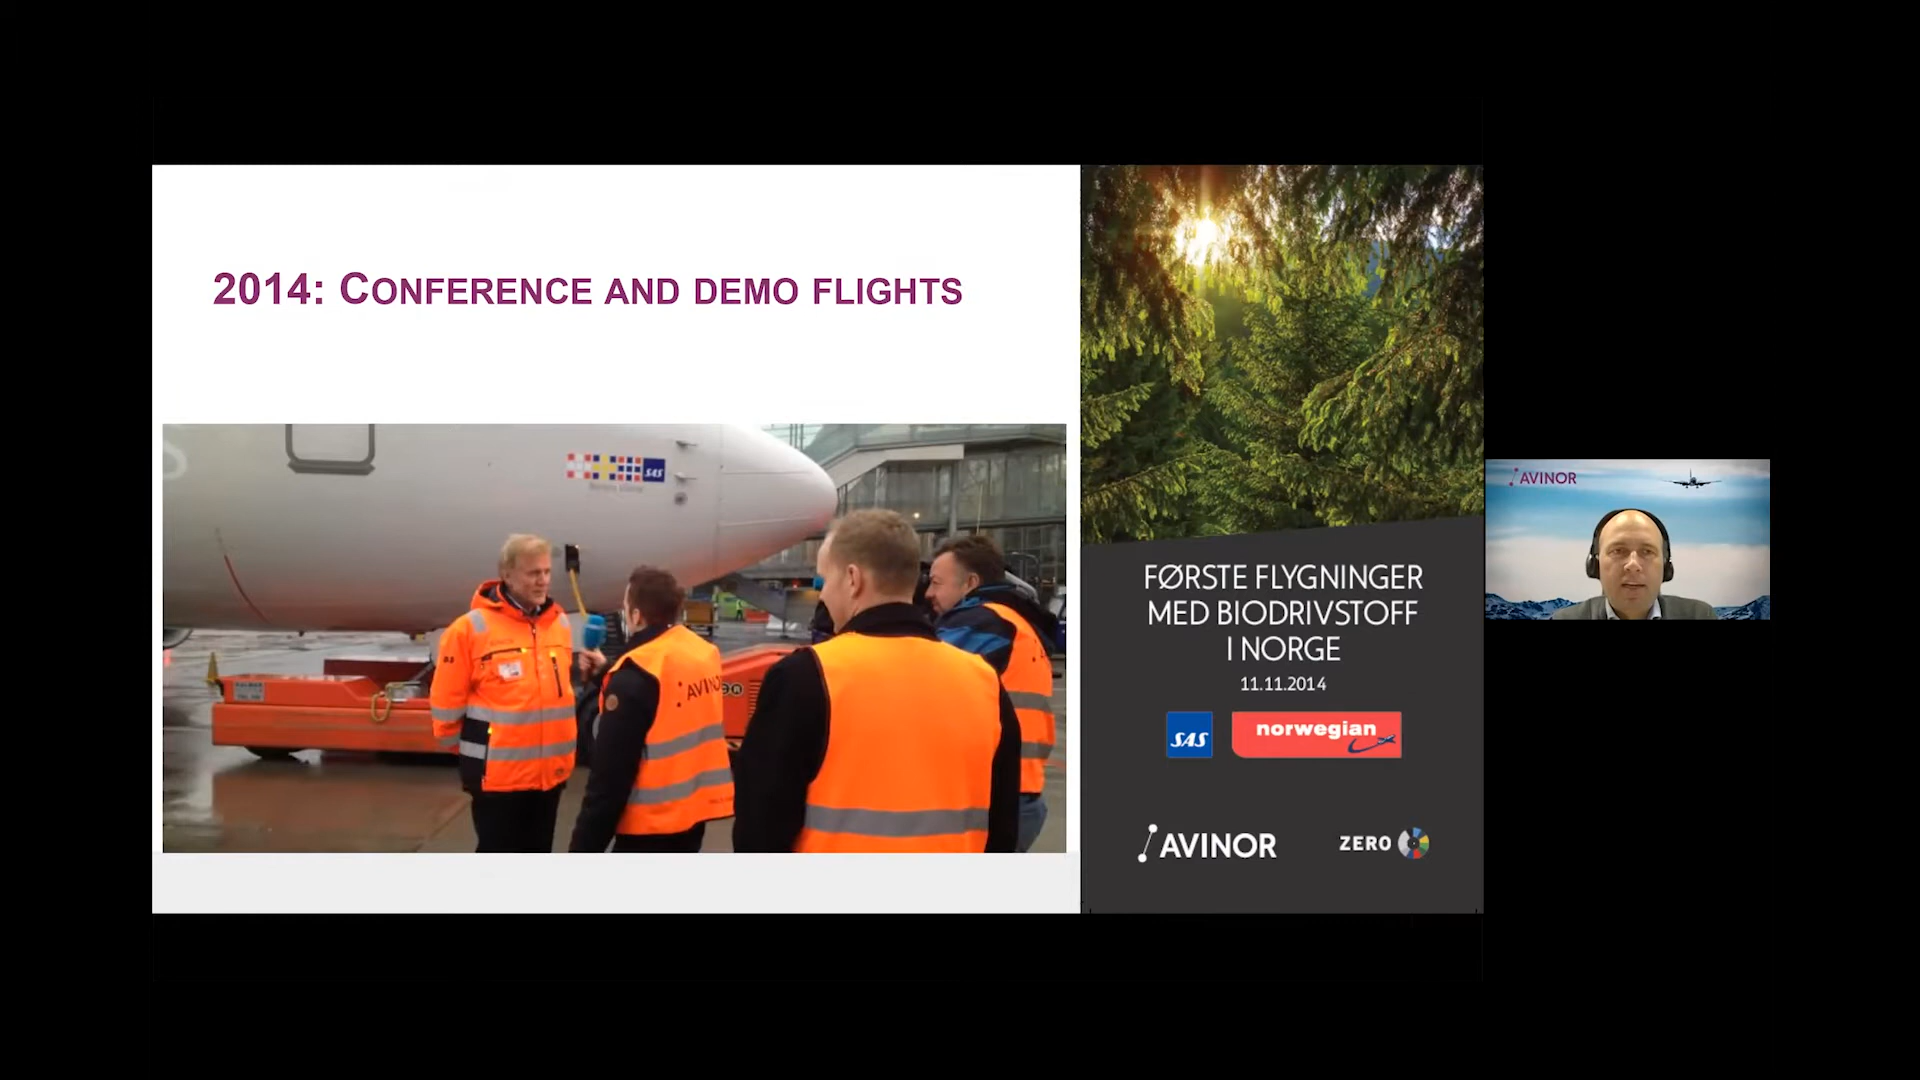 2014: CONFERENCE AND DEMO FLIGHTS
SAS
AVINOR
FØRSTE FLYGNINGER
MED BIODRIVSTOFF
I NORGE
11.11.2014
SAS
norwegian
AVINOR
ZERO
AVINOR